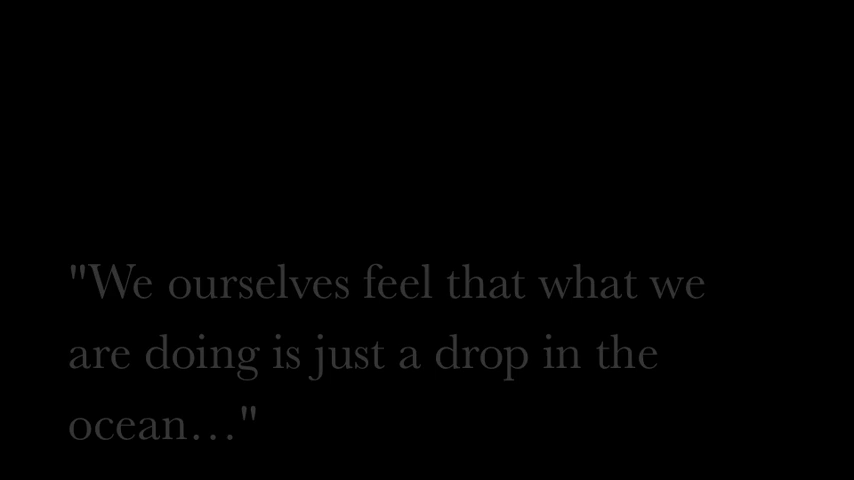 "We ourselves feel that what we
are doing is just a drop in the
ocean…"